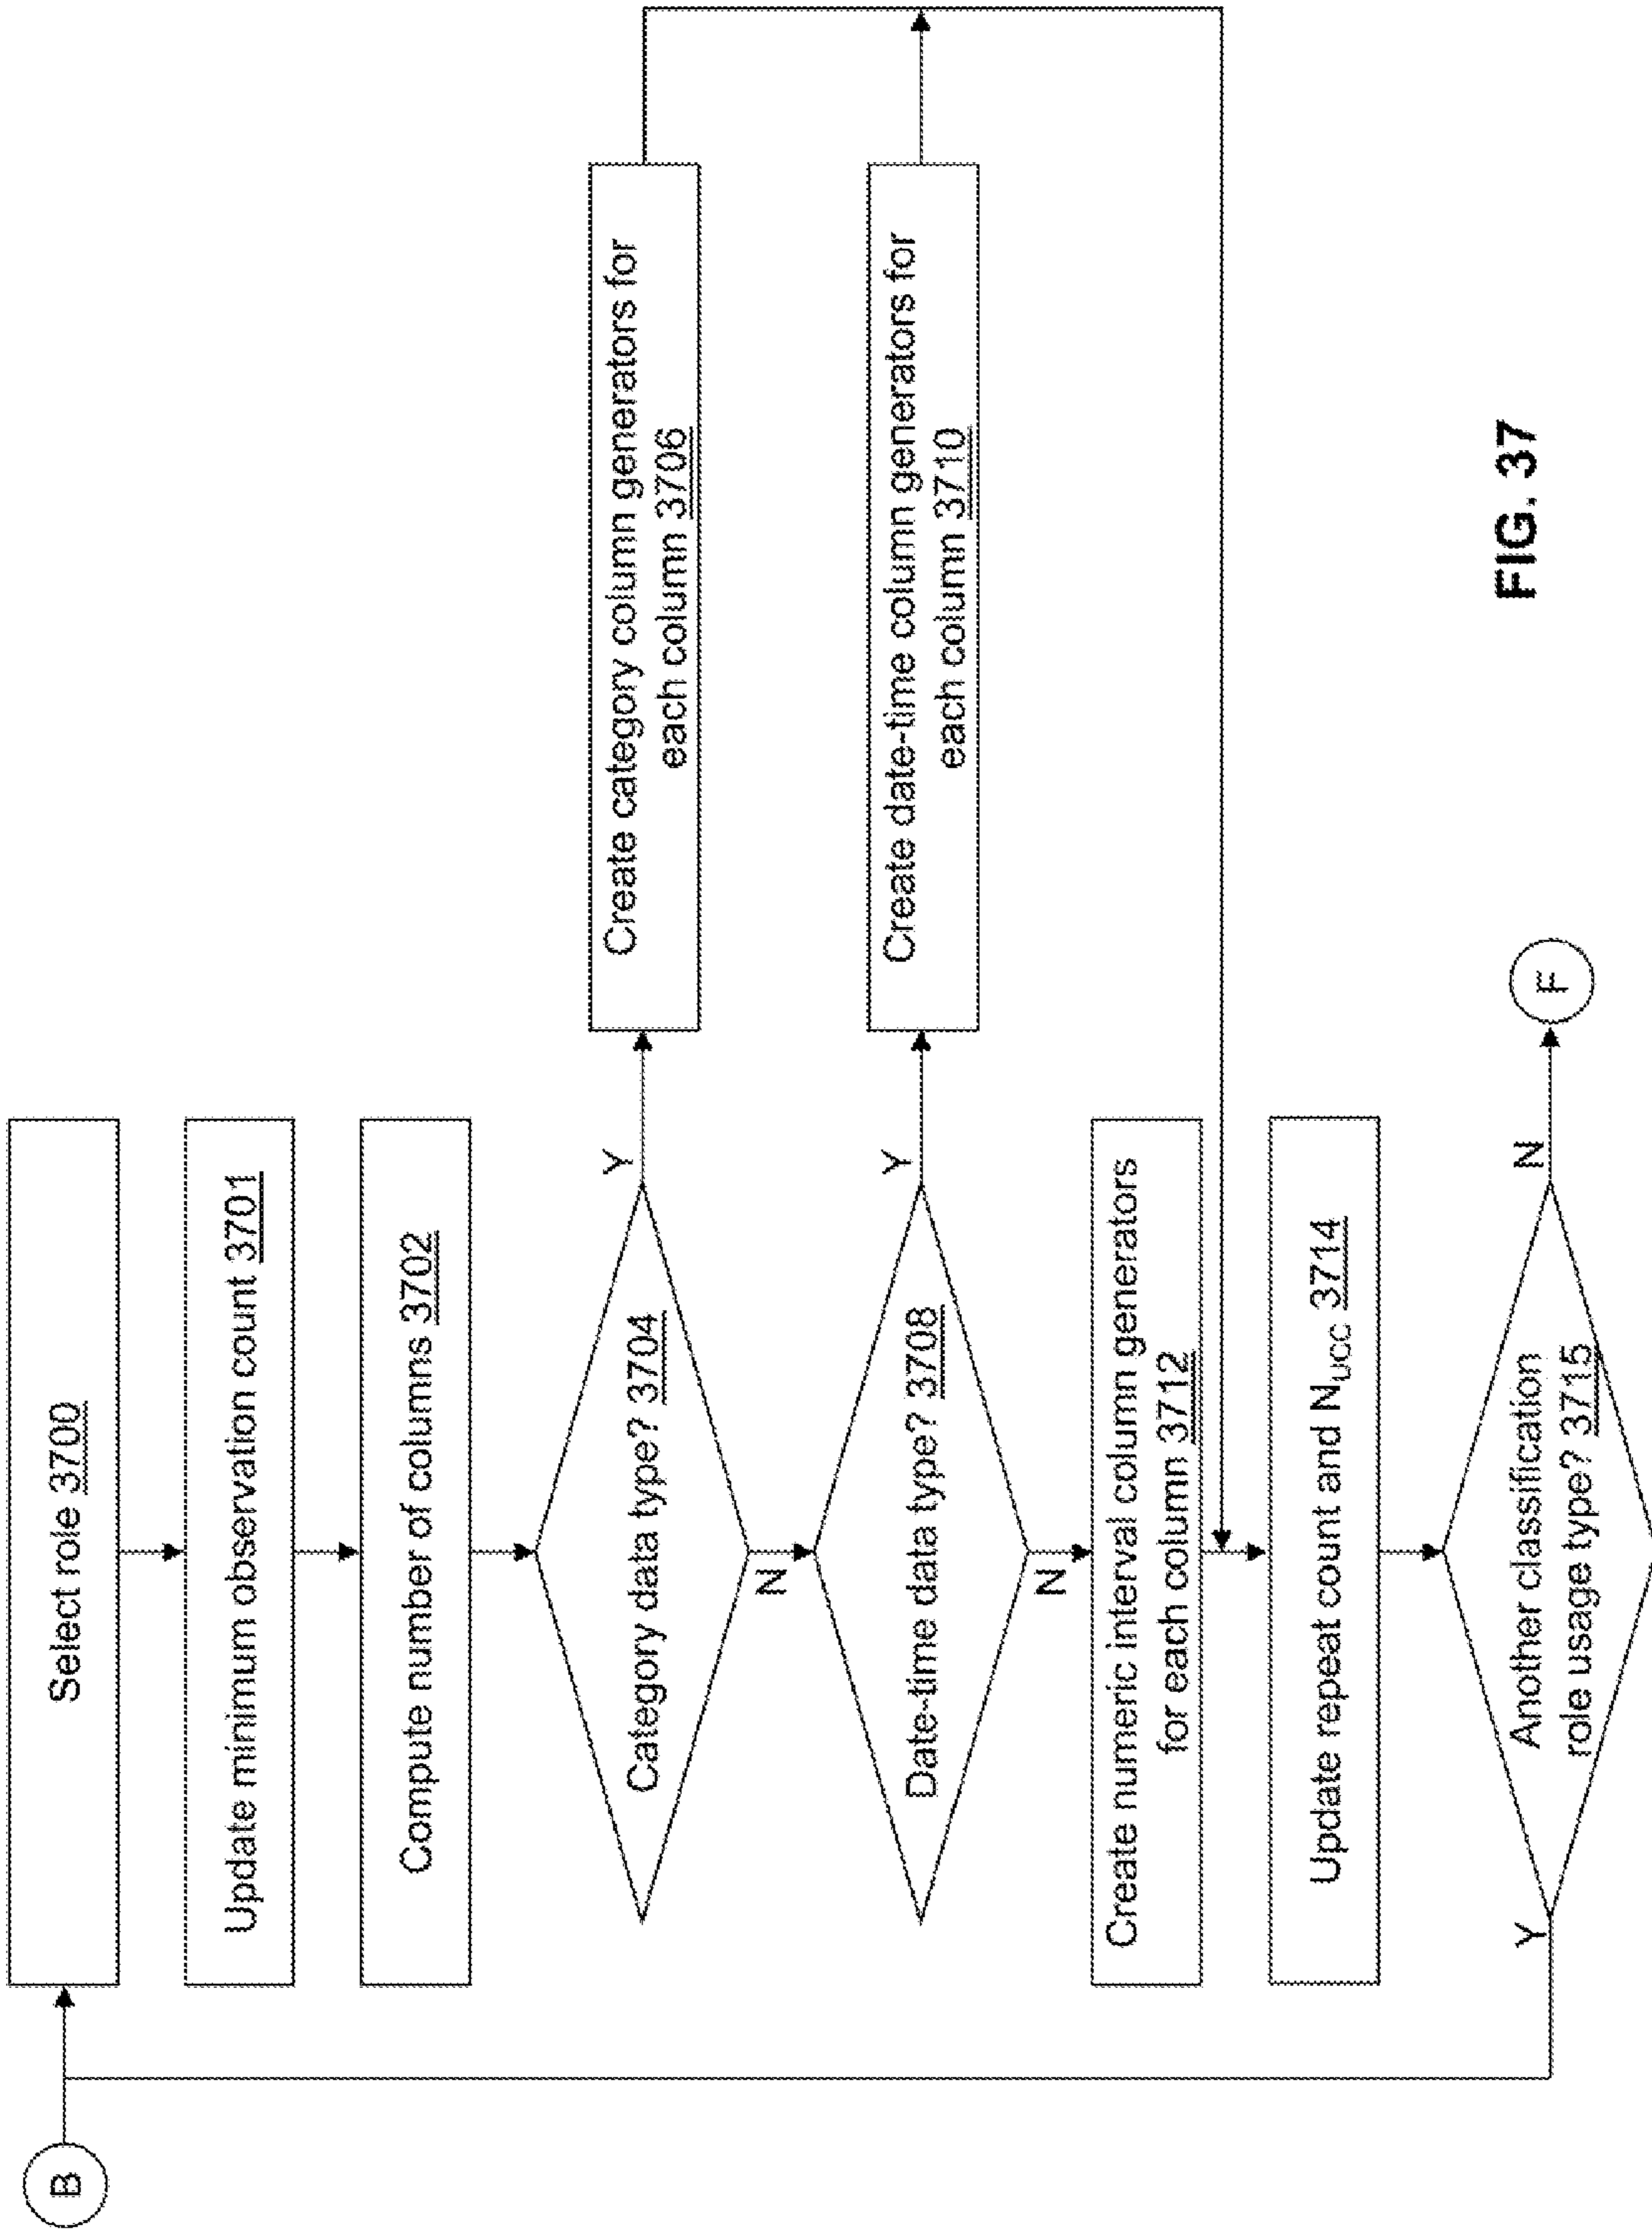 B
Select role 3700
Update minimum observation count 3701
Compute number of columns 3702
Category data type? 3704
Y
N
Create category column generators for
each column 3706
Date-time data type? 3708
Y
N
Create date-time column generators for
each column 3710
Create numeric interval column generators
for each column 3712
Update repeat count and N_UCC 3714
Another classification
role usage type? 3715
Y
N
F
FIG. 37